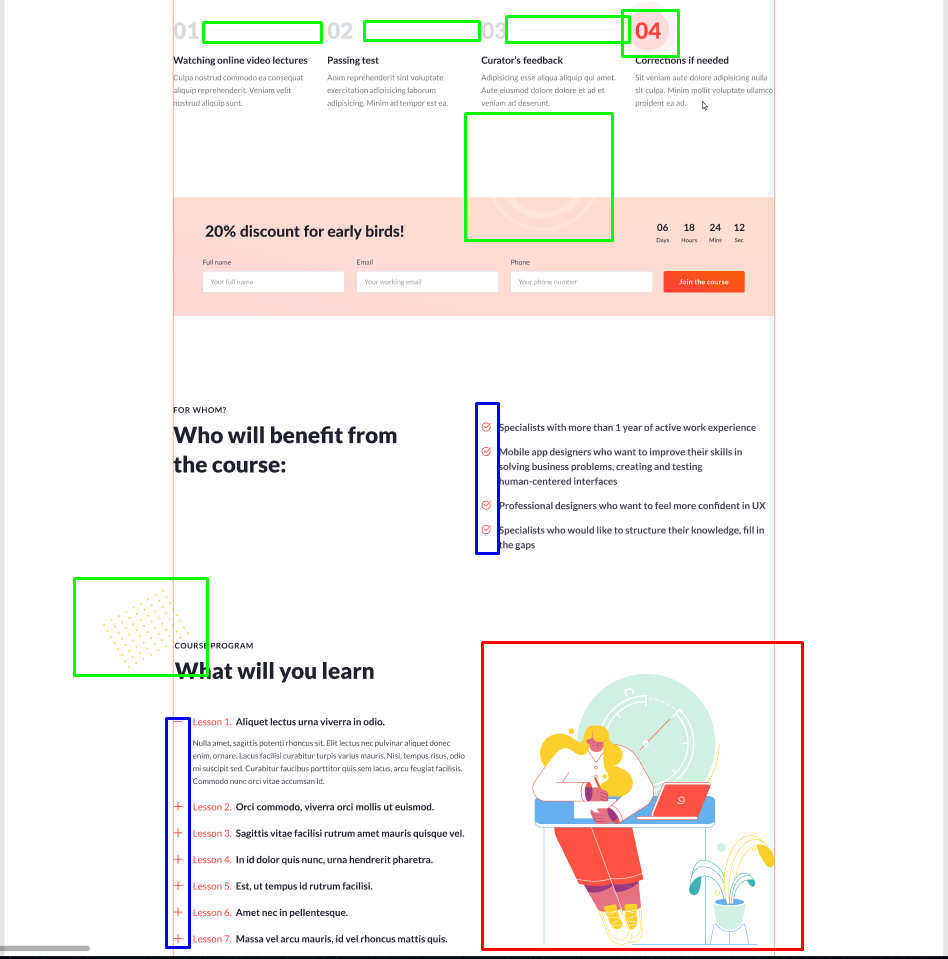 01 02 03 04
Watching online video lectures
Culpa nostrud commodo ea consequat
aliquip reprehenderit. Veniam velit
nostrud aliquip sunt.
Passing test
Anim reprehenderit sint voluptate
exercitation adipisicing laborum
adipisicing. Minim ad tempor est ea.
Curator's feedback
Adipisicing esse aliqua aliquip qui amet.
Aute eiusmod dolore dolore et ad et
veniam ad deserunt.
Corrections if needed
Sit veniam aute dolore adipisicing nulla
sit culpa. Minim mollit voluptate ullamco
proident ea ad.
20% discount for early birds!
06 18 24 12
Days Hours Mins Sec
Full name Email Phone
Your full name Your working email Your phone number Join the course
FOR WHOM?
Who will benefit from
the course:
Specialists with more than 1 year of active work experience
Mobile app designers who want to improve their skills in
solving business problems, creating and testing
human-centered interfaces
Professional designers who want to feel more confident in UX
Specialists who would like to structure their knowledge, fill in
the gaps
COURSE PROGRAM
What will you learn
Lesson 1. Aliquet lectus urna viverra in odio.
Nulla amet, sagittis potenti rhoncus sit. Elit lectus nec pulvinar aliquet donec
enim, ornare. Lacus facilisi curabitur turpis varius mauris. Nisi, tempus risus, odio
mi suscipit sed. Curabitur faucibus porttitor quis sem lacus, arcu feugiat facilisis.
Commodo nunc orci vitae accumsan id.
Lesson 2. Orci commodo, viverra orci mollis ut euismod.
Lesson 3. Sagittis vitae facilisi rutrum amet mauris quisque vel.
Lesson 4. In id dolor quis nunc, urna hendrerit pharetra.
Lesson 5. Est, ut tempus id rutrum facilisi.
Lesson 6. Amet nec in pellentesque.
Lesson 7. Massa vel arcu mauris, id vel rhoncus mattis quis.